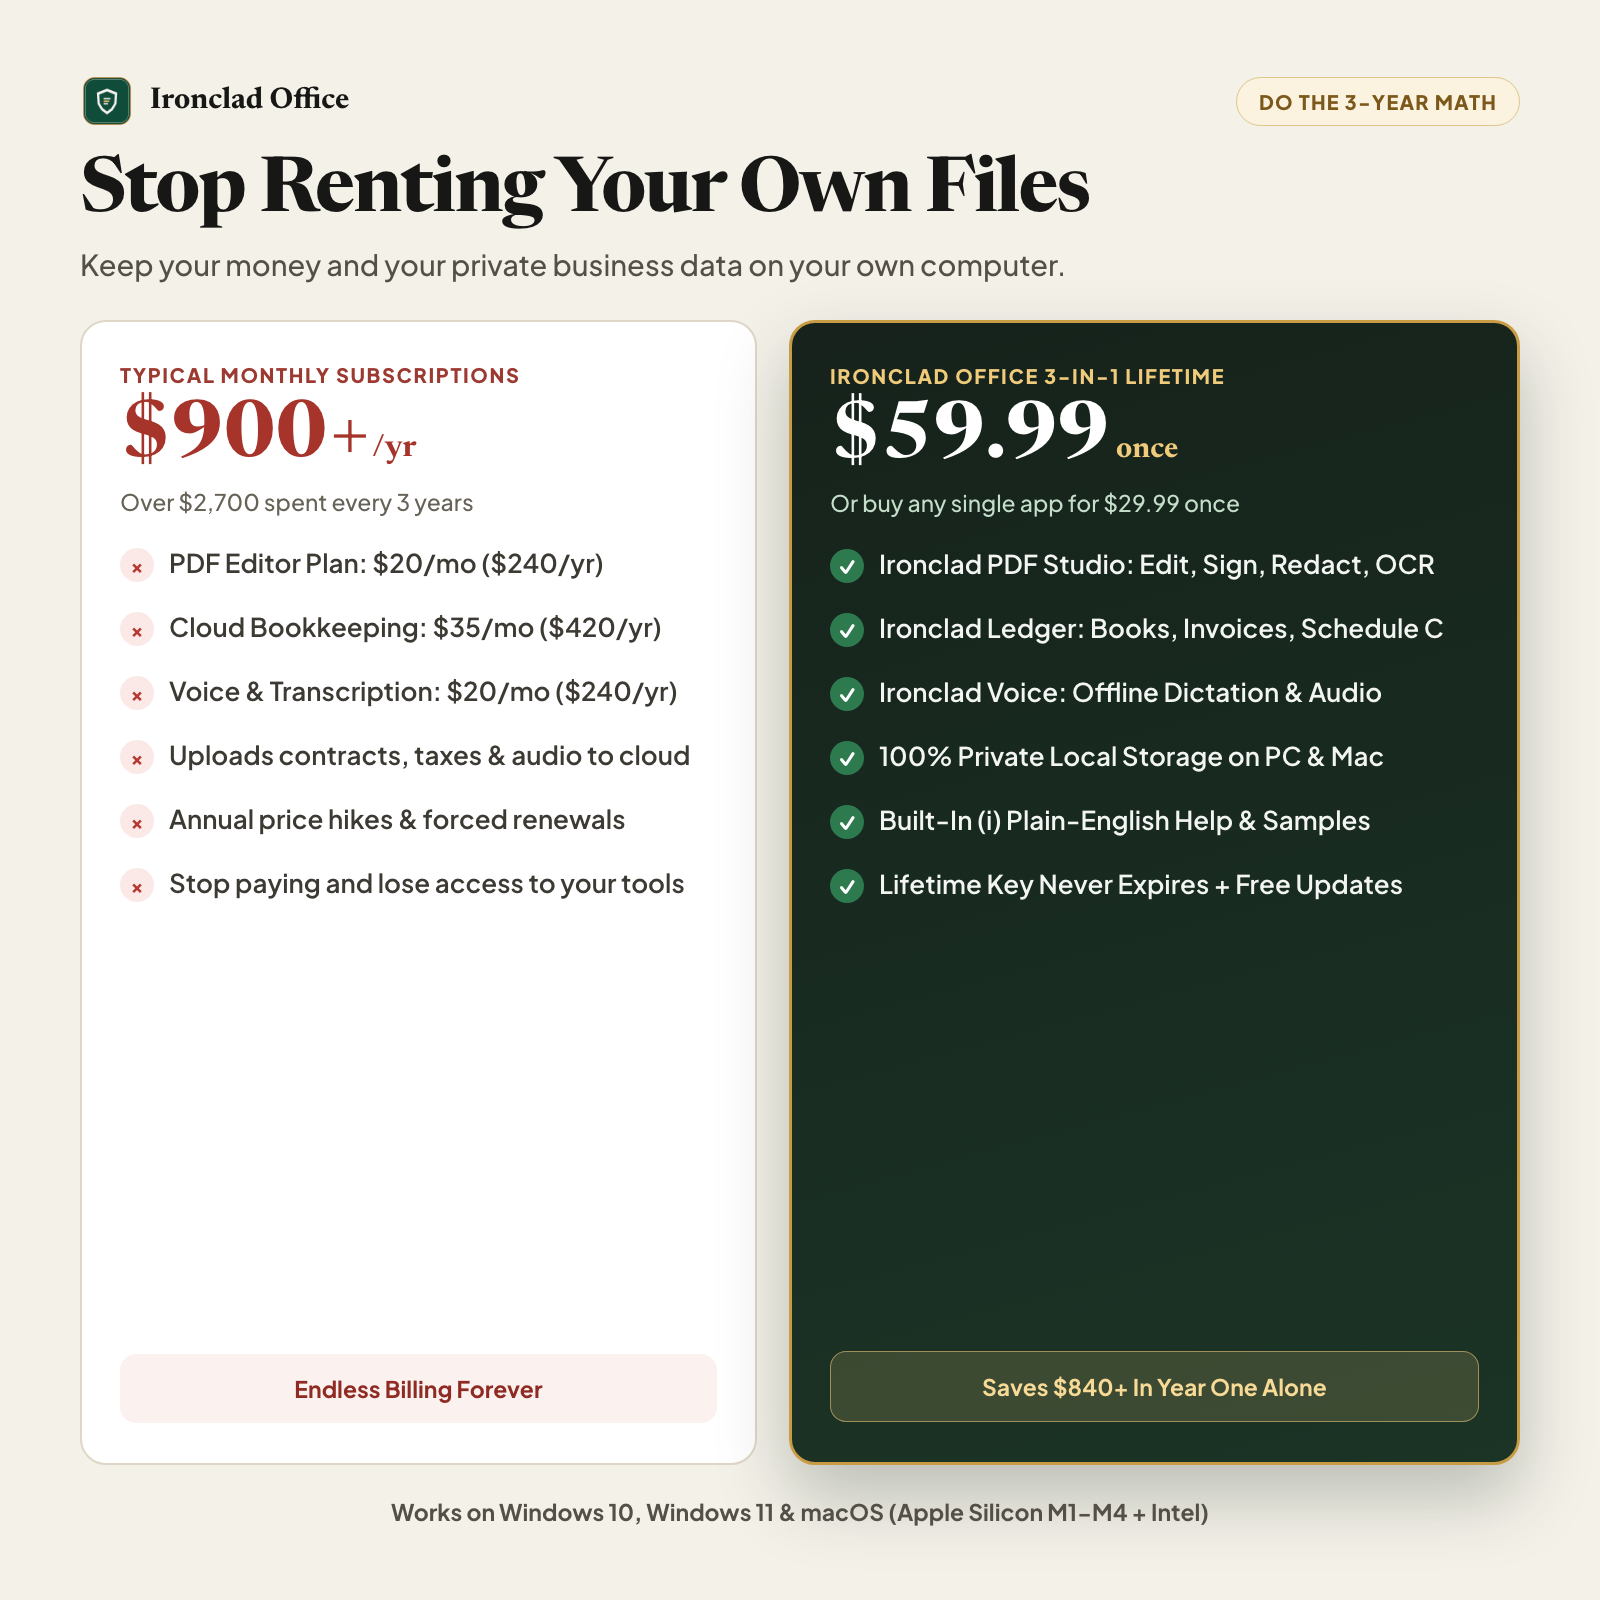 Ironclad Office
DO THE 3-YEAR MATH
Stop Renting Your Own Files
Keep your money and your private business data on your own computer.
TYPICAL MONTHLY SUBSCRIPTIONS
$900+/yr
Over $2,700 spent every 3 years
PDF Editor Plan: $20/mo ($240/yr)
Cloud Bookkeeping: $35/mo ($420/yr)
Voice & Transcription: $20/mo ($240/yr)
Uploads contracts, taxes & audio to cloud
Annual price hikes & forced renewals
Stop paying and lose access to your tools
Endless Billing Forever
IRONCLAD OFFICE 3-IN-1 LIFETIME
$59.99 once
Or buy any single app for $29.99 once
Ironclad PDF Studio: Edit, Sign, Redact, OCR
Ironclad Ledger: Books, Invoices, Schedule C
Ironclad Voice: Offline Dictation & Audio
100% Private Local Storage on PC & Mac
Built-In (i) Plain-English Help & Samples
Lifetime Key Never Expires + Free Updates
Saves $840+ In Year One Alone
Works on Windows 10, Windows 11 & macOS (Apple Silicon M1-M4 + Intel)